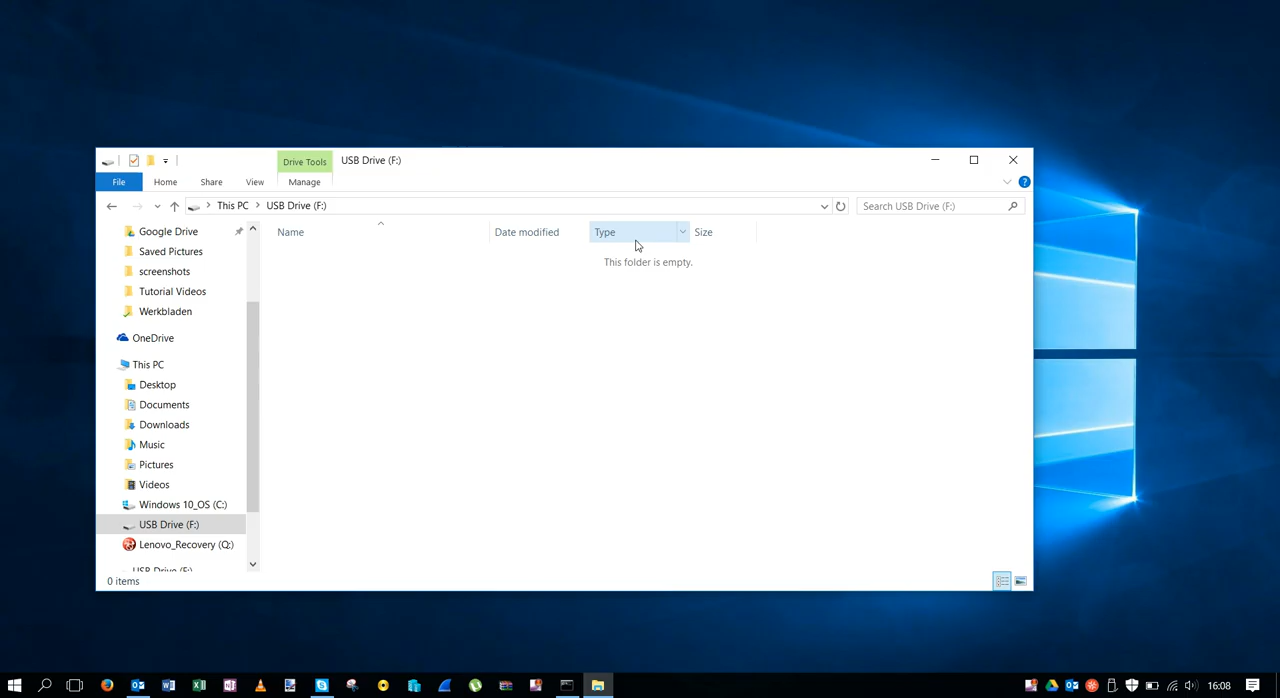 Drive Tools
USB Drive (F:)
File
Home
Share
View
Manage
This PC
USB Drive (F:)
Search USB Drive (F:)
Google Drive
Saved Pictures
screenshots
Tutorial Videos
Werkbladen
OneDrive
This PC
Desktop
Documents
Downloads
Music
Pictures
Videos
Windows 10_OS (C:)
USB Drive (F:)
Lenovo_Recovery (Q:)
USB Drive (F:)
Name
Date modified
Type
Size
This folder is empty.
0 items
16:08